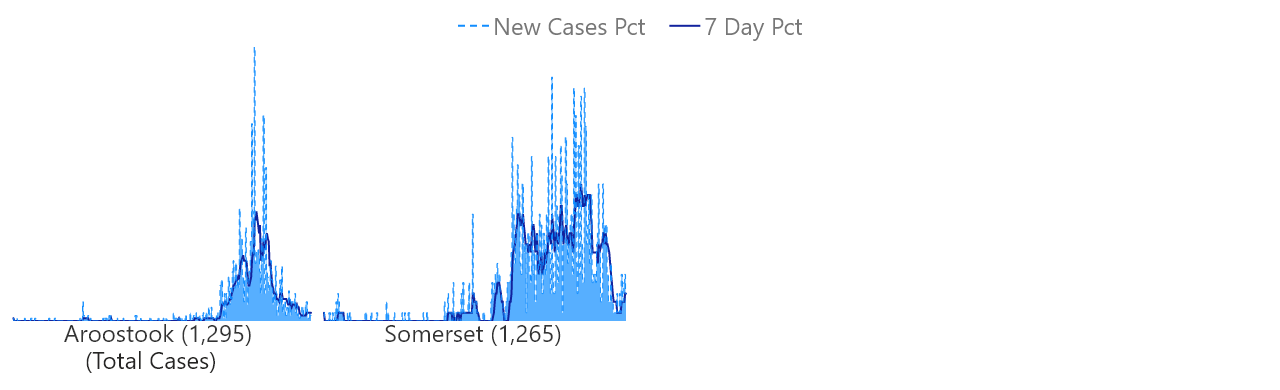 New Cases Pct 7 Day Pct
Aroostook (1,295) Somerset (1,265)
(Total Cases)